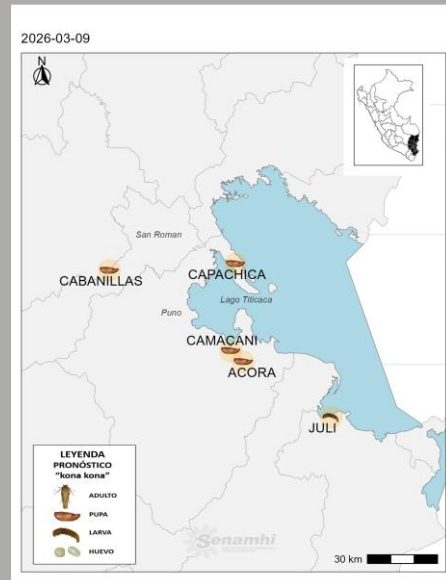 2026-03-09
N
San Roman
CABANILLAS
CAPACHICA
Lago Titicaca
Puno
CAMACANI
ACORA
JULI
LEYENDA
PRONÓSTICO
"kona kona"
ADULTO
PUPA
LARVA
HUEVO
Senamhi
30 km